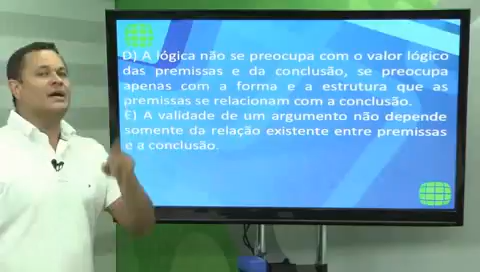 D) A lógica não se preocupa com o valor lógico
das premissas e da conclusão, se preocupa
apenas com a forma e a estrutura que as
premissas se relacionam com a conclusão.
E) A validade de um argumento não depende
somente da relação existente entre premissas
e a conclusão.